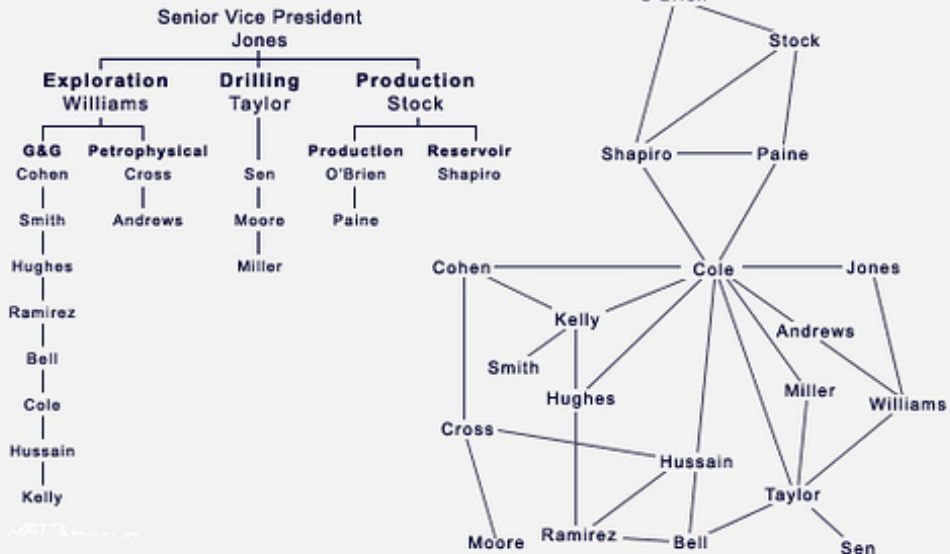 Senior Vice President
Jones
Exploration Drilling Production
Williams Taylor Stock
G&G Petrophysical Production Reservoir
Cohen Cross Sen O'Brien Shapiro
Smith Andrews Moore Paine
Hughes Miller
Ramirez
Bell
Cole
Hussain
Kelly
O'Brien
Stock
Shapiro Paine
Cohen Cole Jones
Kelly
Andrews
Smith
Miller
Hughes
Williams
Cross
Hussain
Taylor
Ramirez
Bell
Moore
Sen